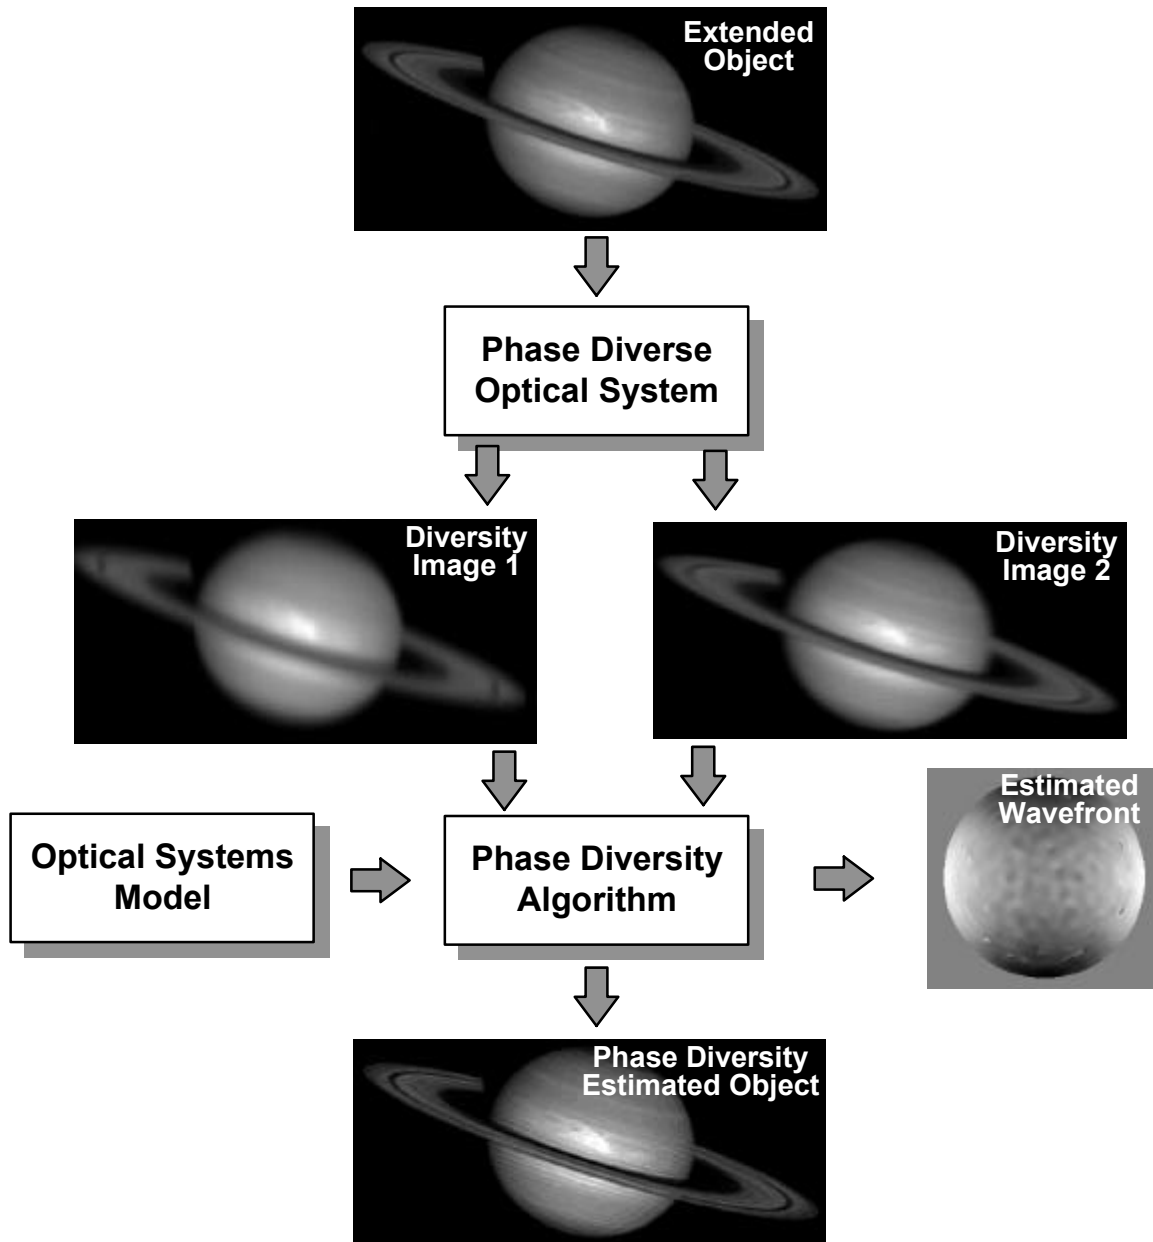 Extended
Object
Phase Diverse
Optical System
Diversity
Image 1
Diversity
Image 2
Optical Systems
Model
Phase Diversity
Algorithm
Estimated
Wavefront
Phase Diversity
Estimated Object